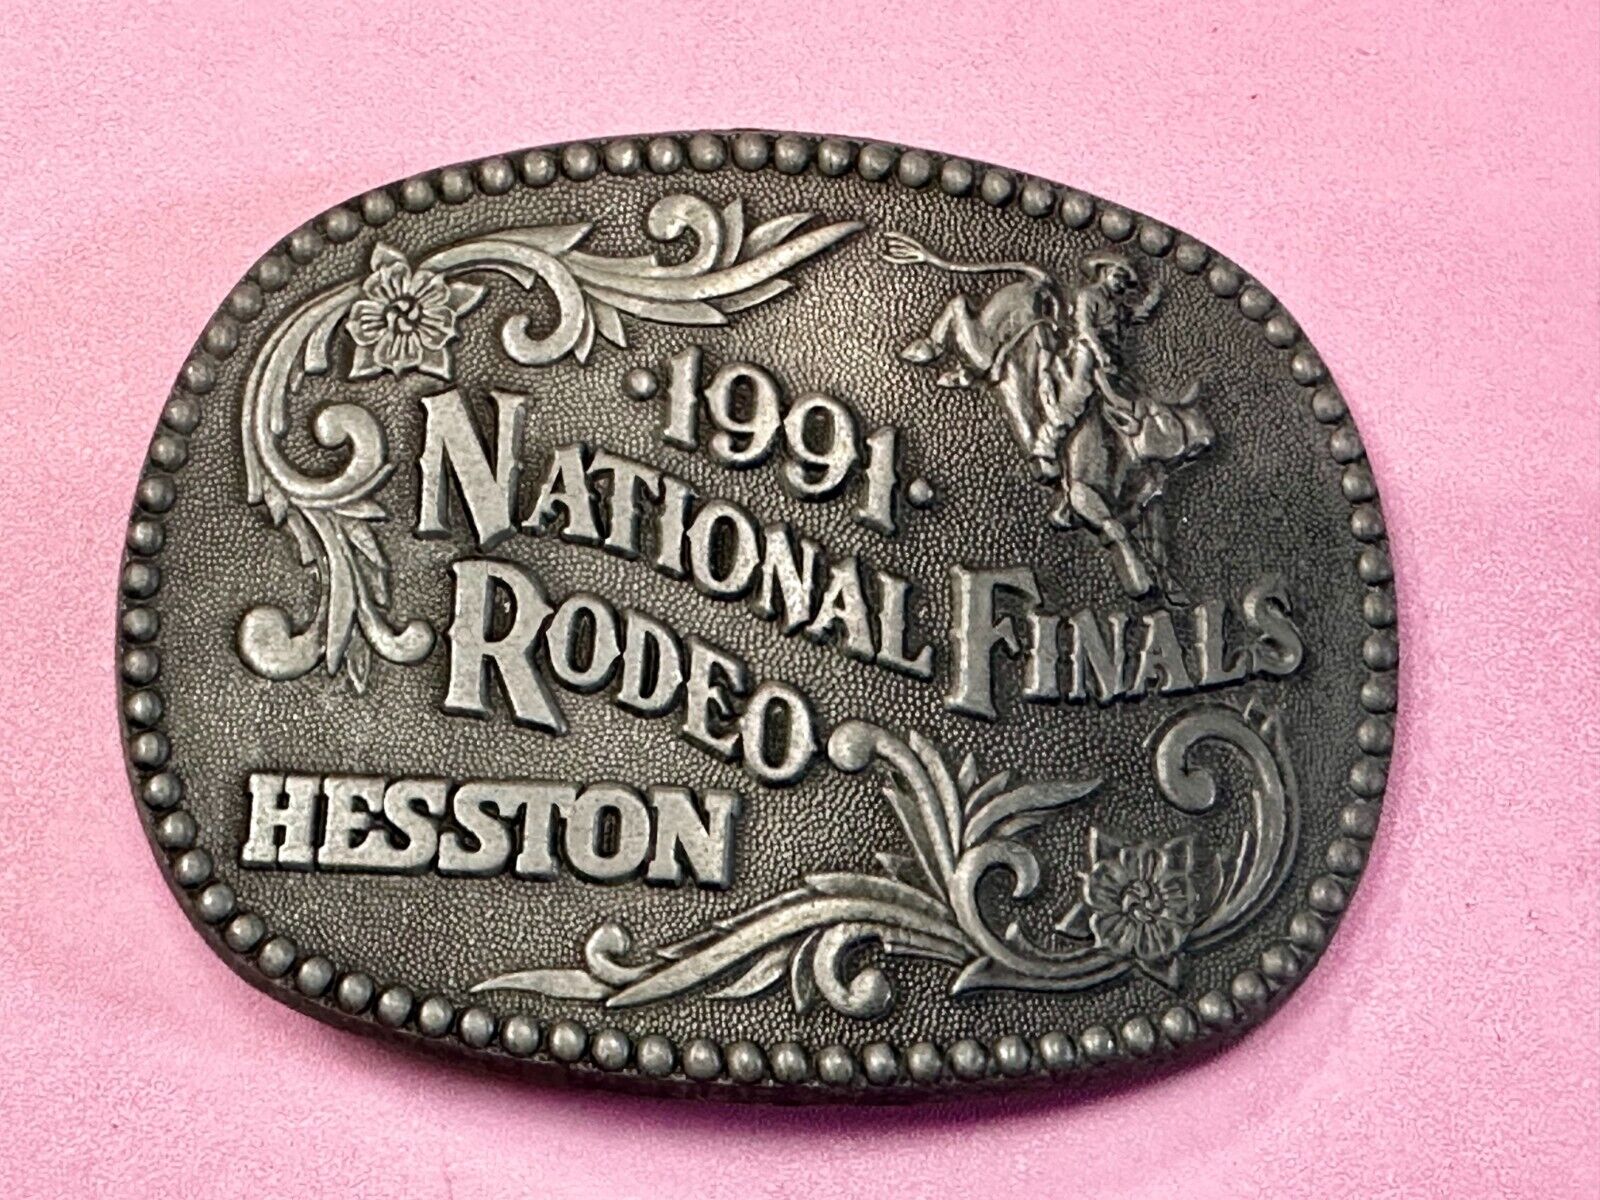 ·1991·
NATIONAL FINALS
RODEO
HESSTON